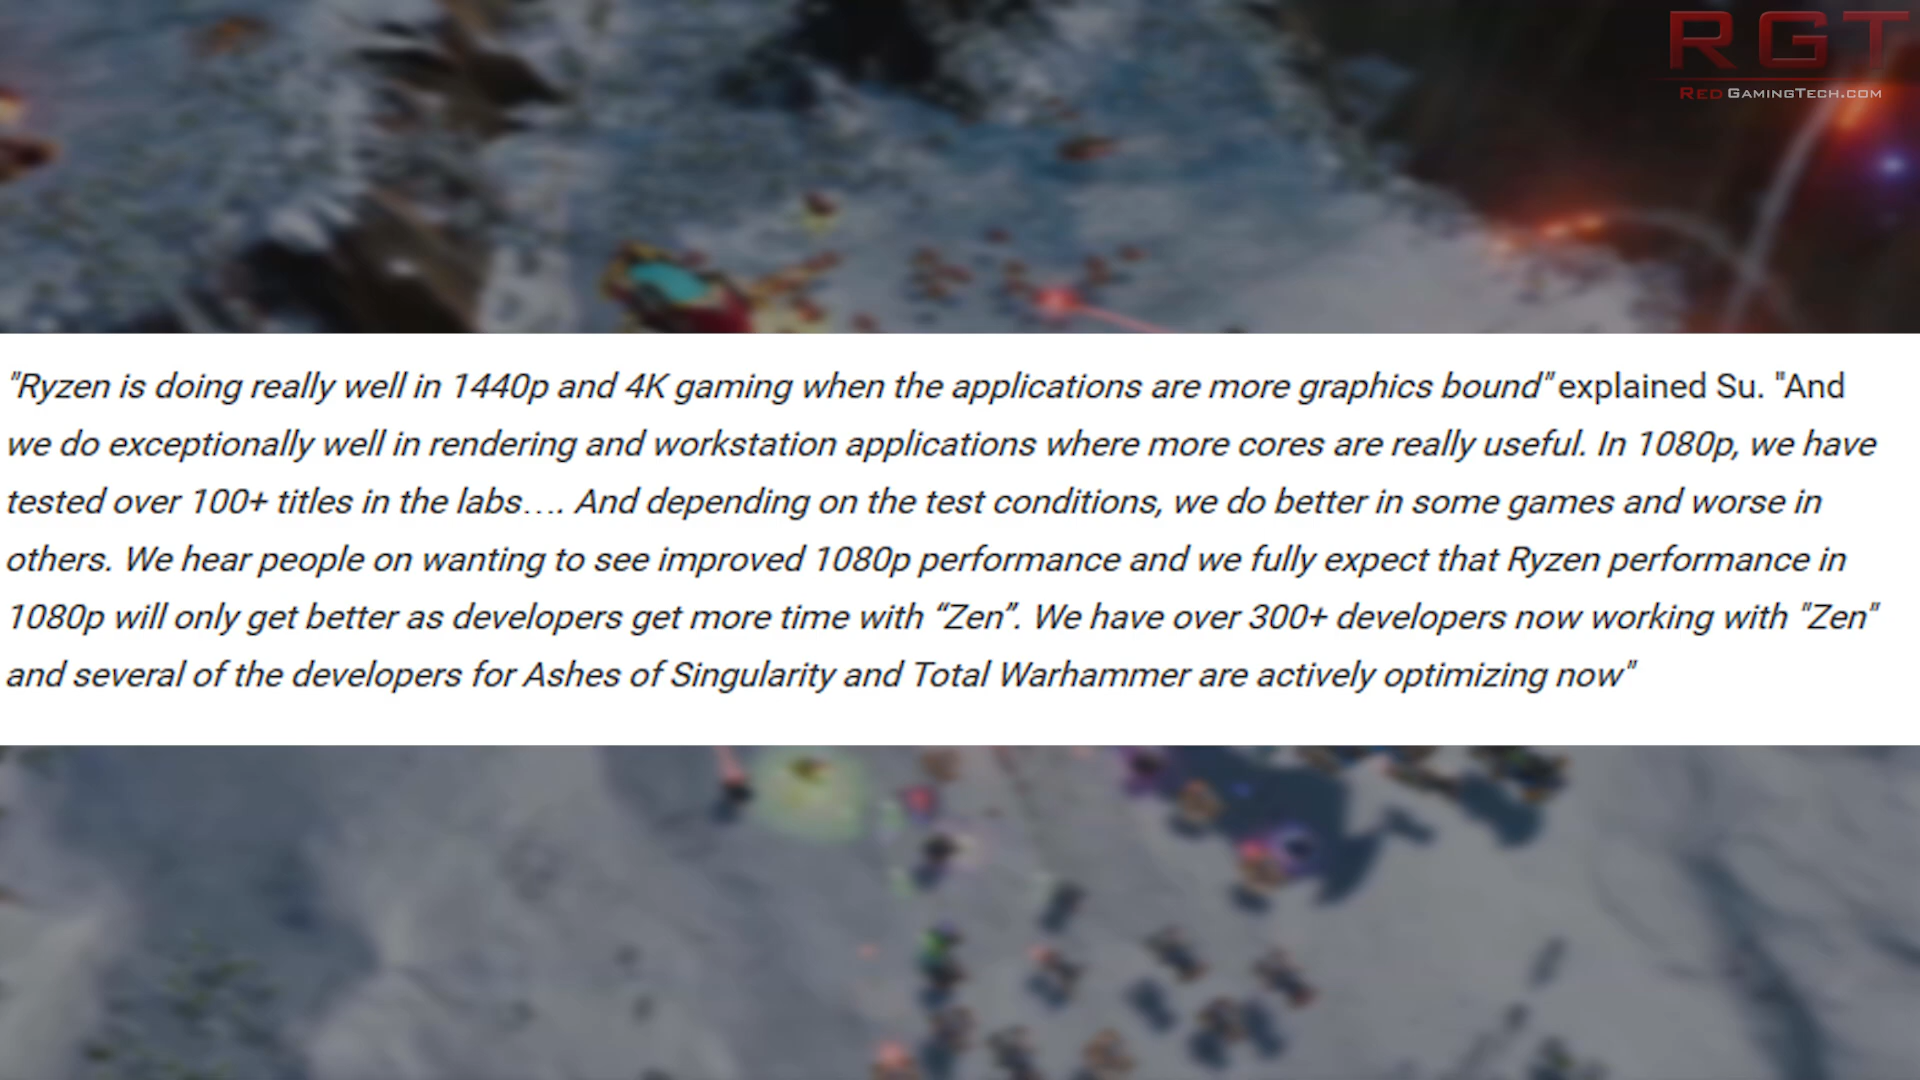 RGT
RedGamingTech.com
"Ryzen is doing really well in 1440p and 4K gaming when the applications are more graphics bound" explained Su. "And
we do exceptionally well in rendering and workstation applications where more cores are really useful. In 1080p, we have
tested over 100+ titles in the labs…. And depending on the test conditions, we do better in some games and worse in
others. We hear people on wanting to see improved 1080p performance and we fully expect that Ryzen performance in
1080p will only get better as developers get more time with “Zen”. We have over 300+ developers now working with "Zen"
and several of the developers for Ashes of Singularity and Total Warhammer are actively optimizing now"